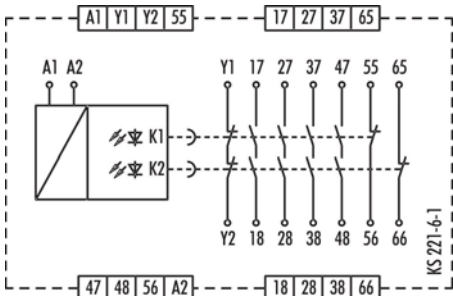 A1 Y1 Y2 55 17 27 37 65
A1 A2 Y1 17 27 37 47 55 65
K1
K2
Y2 18 28 38 48 56 66
KS 221-6-1
47 48 56 A2 18 28 38 66